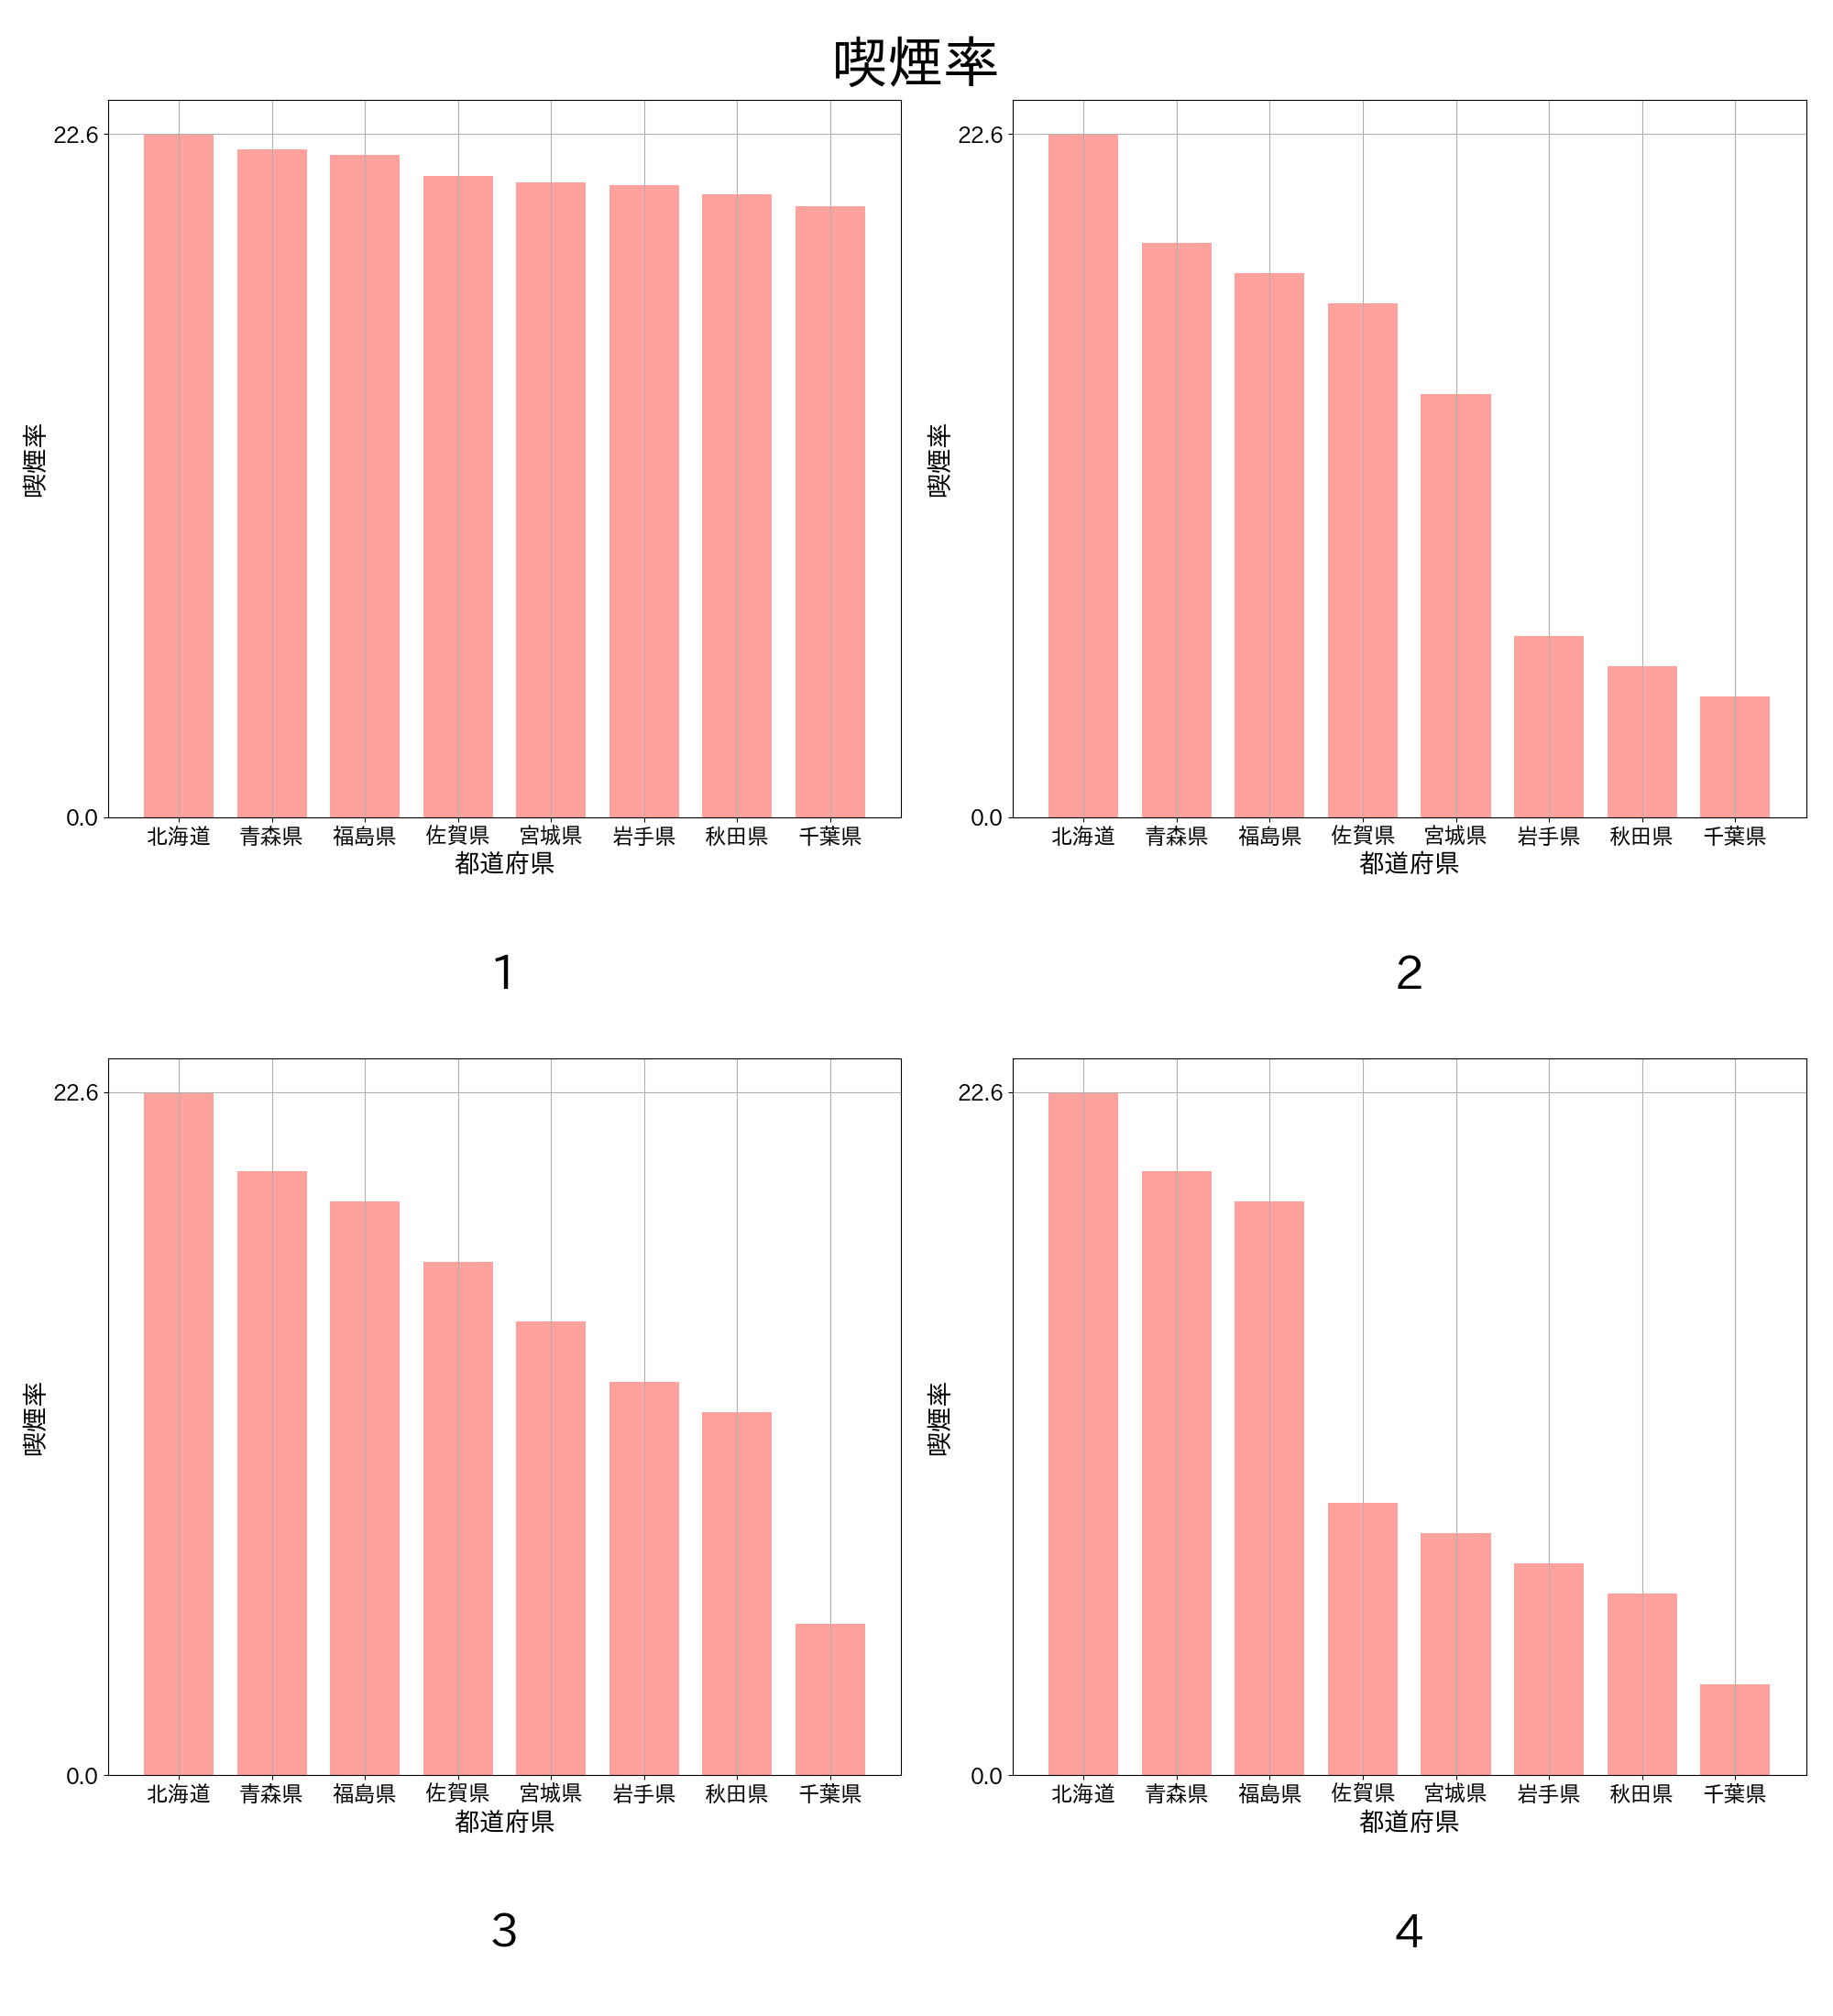 喫煙率
22.6
0.0
喫煙率
北海道 青森県 福島県 佐賀県 宮城県 岩手県 秋田県 千葉県
都道府県
1
22.6
0.0
喫煙率
北海道 青森県 福島県 佐賀県 宮城県 岩手県 秋田県 千葉県
都道府県
2
22.6
0.0
喫煙率
北海道 青森県 福島県 佐賀県 宮城県 岩手県 秋田県 千葉県
都道府県
3
22.6
0.0
喫煙率
北海道 青森県 福島県 佐賀県 宮城県 岩手県 秋田県 千葉県
都道府県
4